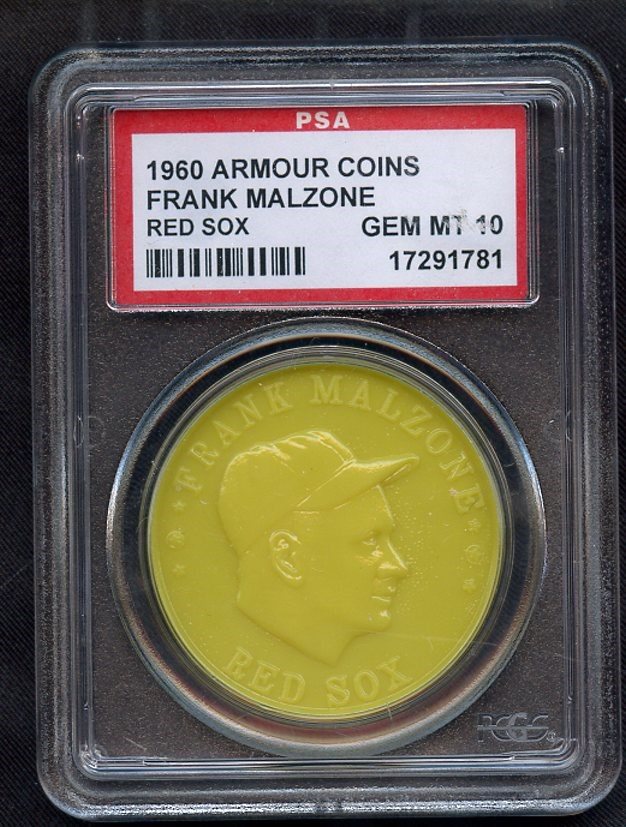 PSA
1960 ARMOUR COINS
FRANK MALZONE
RED SOX GEM MT 10
17291781
FRANK MALZONE
RED SOX
PCGS